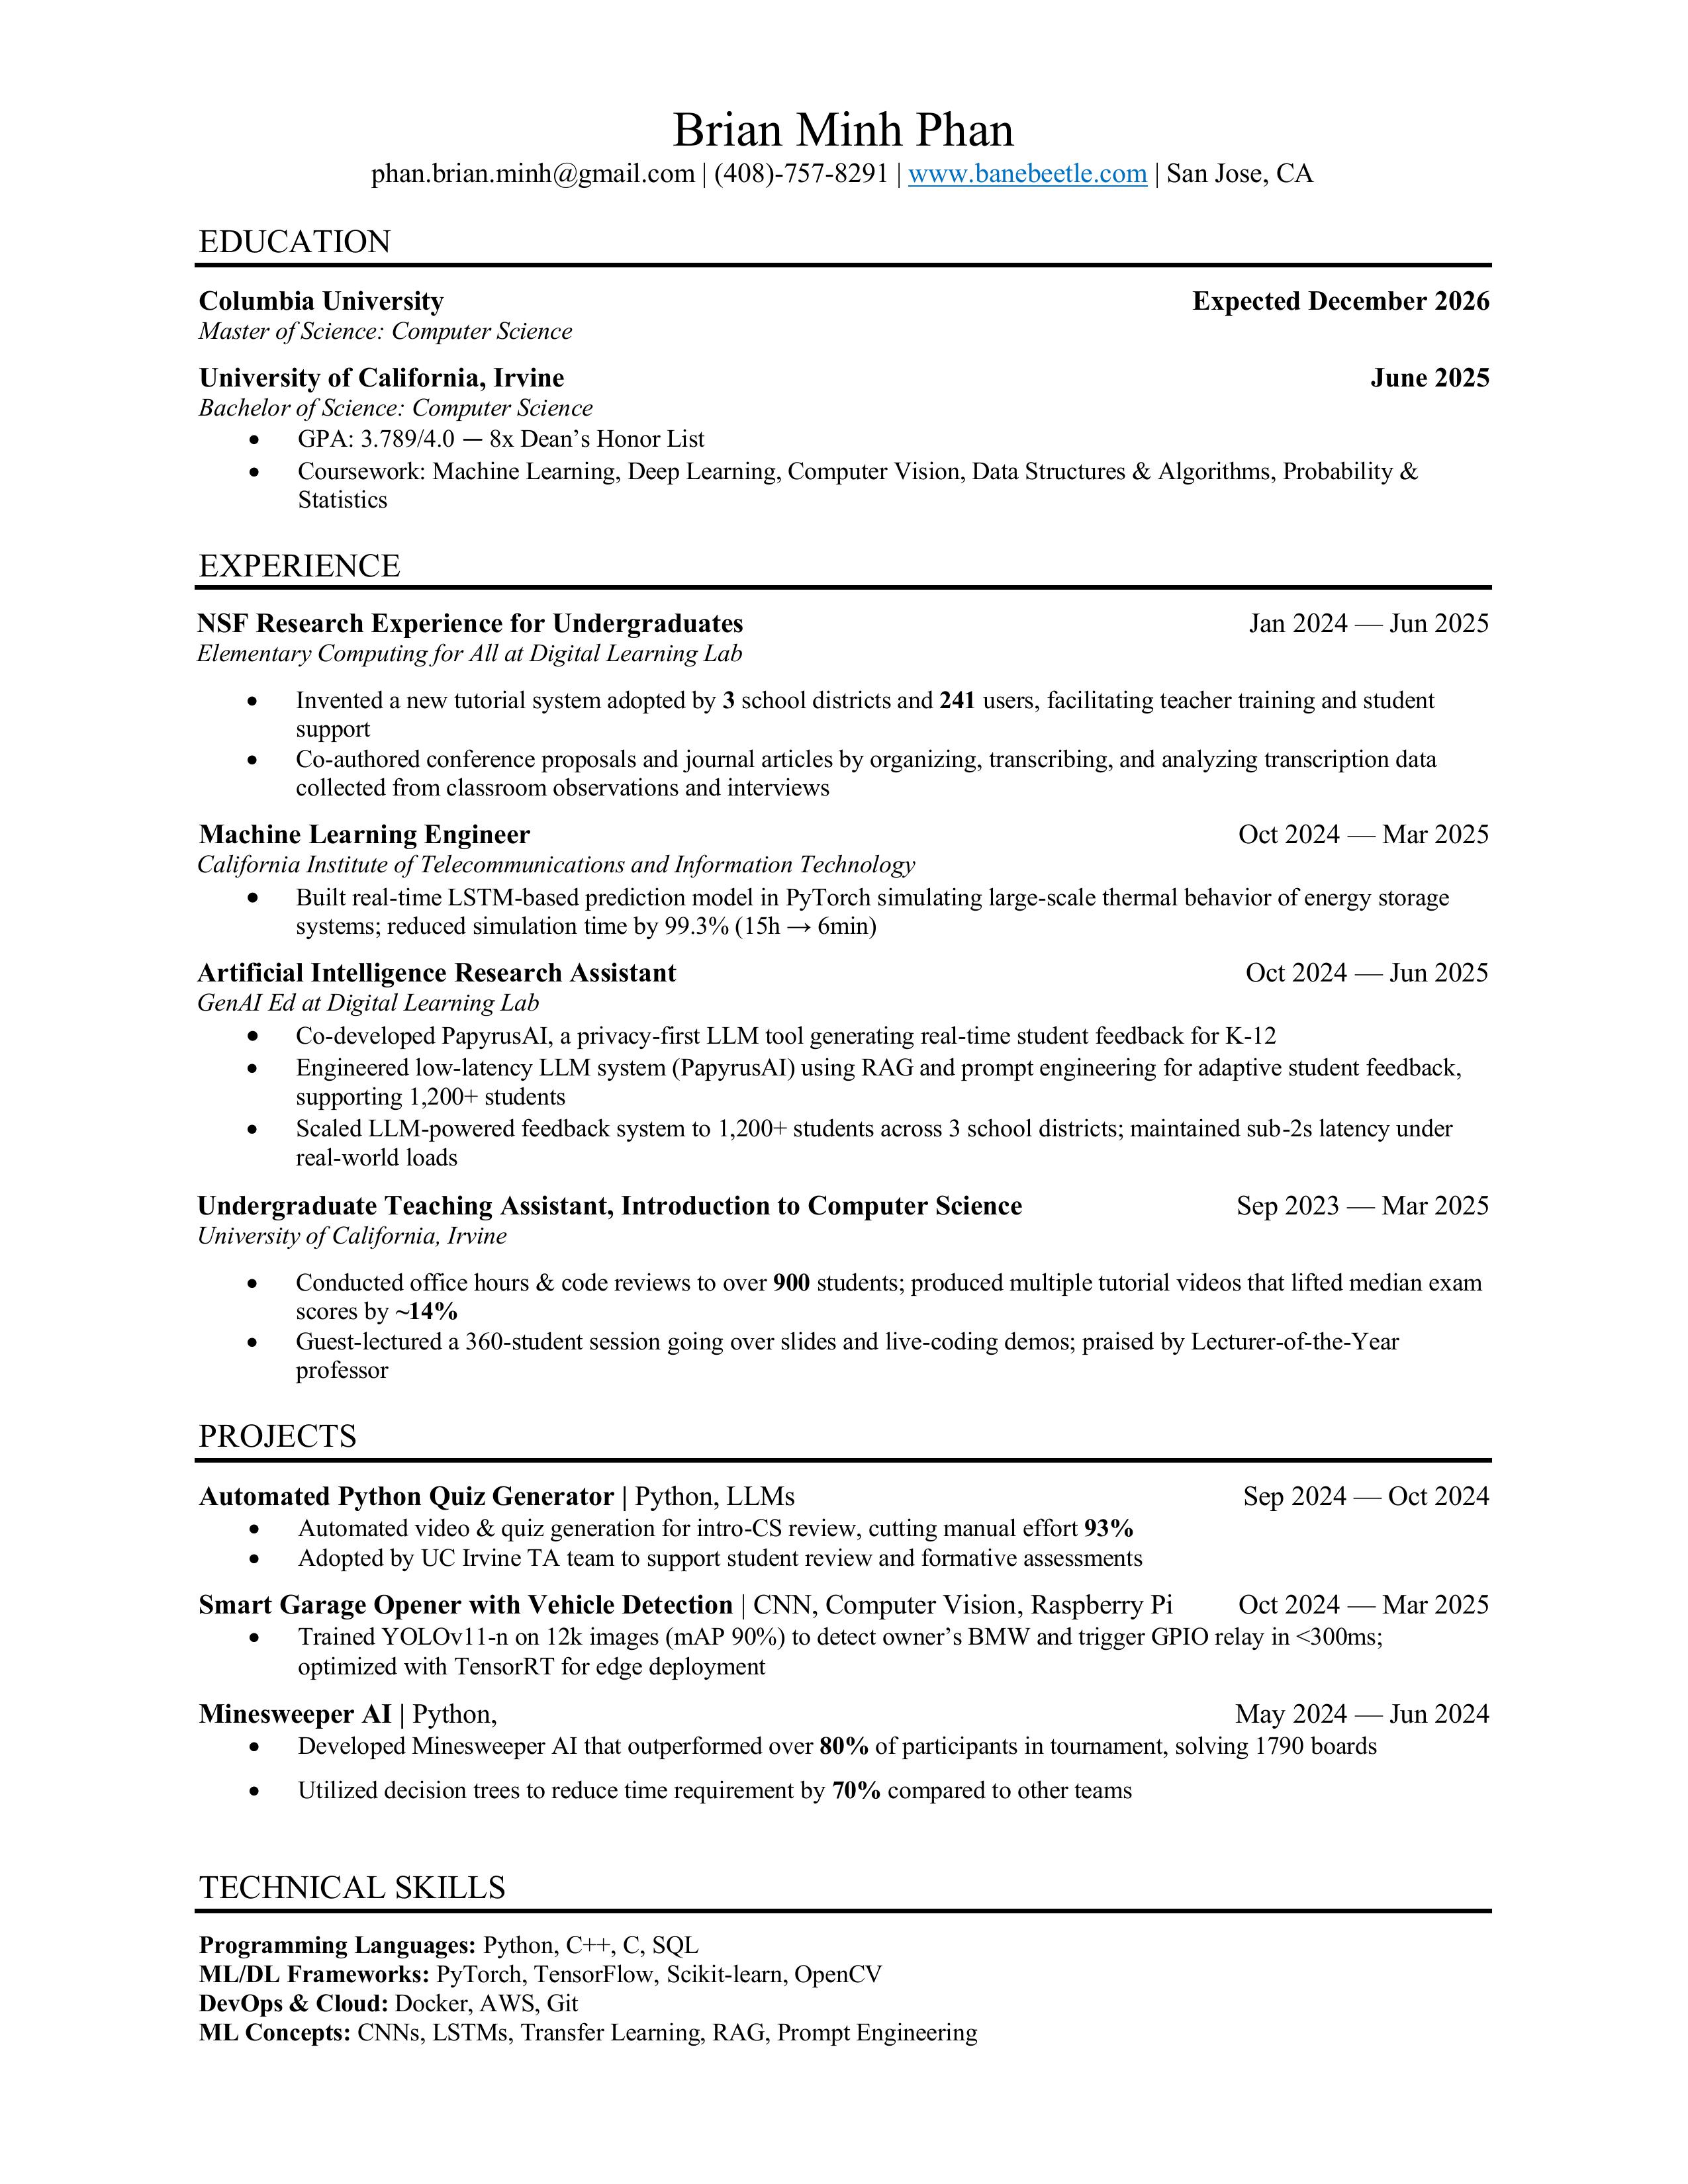 Brian Minh Phan
phan.brian.minh@gmail.com | (408)-757-8291 | www.banebeetle.com | San Jose, CA
EDUCATION
Columbia University Expected December 2026
Master of Science: Computer Science
University of California, Irvine June 2025
Bachelor of Science: Computer Science
• GPA: 3.789/4.0 — 8x Dean’s Honor List
• Coursework: Machine Learning, Deep Learning, Computer Vision, Data Structures & Algorithms, Probability &
Statistics
EXPERIENCE
NSF Research Experience for Undergraduates Jan 2024 — Jun 2025
Elementary Computing for All at Digital Learning Lab
• Invented a new tutorial system adopted by 3 school districts and 241 users, facilitating teacher training and student
support
• Co-authored conference proposals and journal articles by organizing, transcribing, and analyzing transcription data
collected from classroom observations and interviews
Machine Learning Engineer Oct 2024 — Mar 2025
California Institute of Telecommunications and Information Technology
• Built real-time LSTM-based prediction model in PyTorch simulating large-scale thermal behavior of energy storage
systems; reduced simulation time by 99.3% (15h → 6min)
Artificial Intelligence Research Assistant Oct 2024 — Jun 2025
GenAI Ed at Digital Learning Lab
• Co-developed PapyrusAI, a privacy-first LLM tool generating real-time student feedback for K-12
• Engineered low-latency LLM system (PapyrusAI) using RAG and prompt engineering for adaptive student feedback,
supporting 1,200+ students
• Scaled LLM-powered feedback system to 1,200+ students across 3 school districts; maintained sub-2s latency under
real-world loads
Undergraduate Teaching Assistant, Introduction to Computer Science Sep 2023 — Mar 2025
University of California, Irvine
• Conducted office hours & code reviews to over 900 students; produced multiple tutorial videos that lifted median exam
scores by ~14%
• Guest-lectured a 360-student session going over slides and live-coding demos; praised by Lecturer-of-the-Year
professor
PROJECTS
Automated Python Quiz Generator | Python, LLMs Sep 2024 — Oct 2024
• Automated video & quiz generation for intro-CS review, cutting manual effort 93%
• Adopted by UC Irvine TA team to support student review and formative assessments
Smart Garage Opener with Vehicle Detection | CNN, Computer Vision, Raspberry Pi Oct 2024 — Mar 2025
• Trained YOLOv11-n on 12k images (mAP 90%) to detect owner’s BMW and trigger GPIO relay in <300ms;
optimized with TensorRT for edge deployment
Minesweeper AI | Python, May 2024 — Jun 2024
• Developed Minesweeper AI that outperformed over 80% of participants in tournament, solving 1790 boards
• Utilized decision trees to reduce time requirement by 70% compared to other teams
TECHNICAL SKILLS
Programming Languages: Python, C++, C, SQL
ML/DL Frameworks: PyTorch, TensorFlow, Scikit-learn, OpenCV
DevOps & Cloud: Docker, AWS, Git
ML Concepts: CNNs, LSTMs, Transfer Learning, RAG, Prompt Engineering